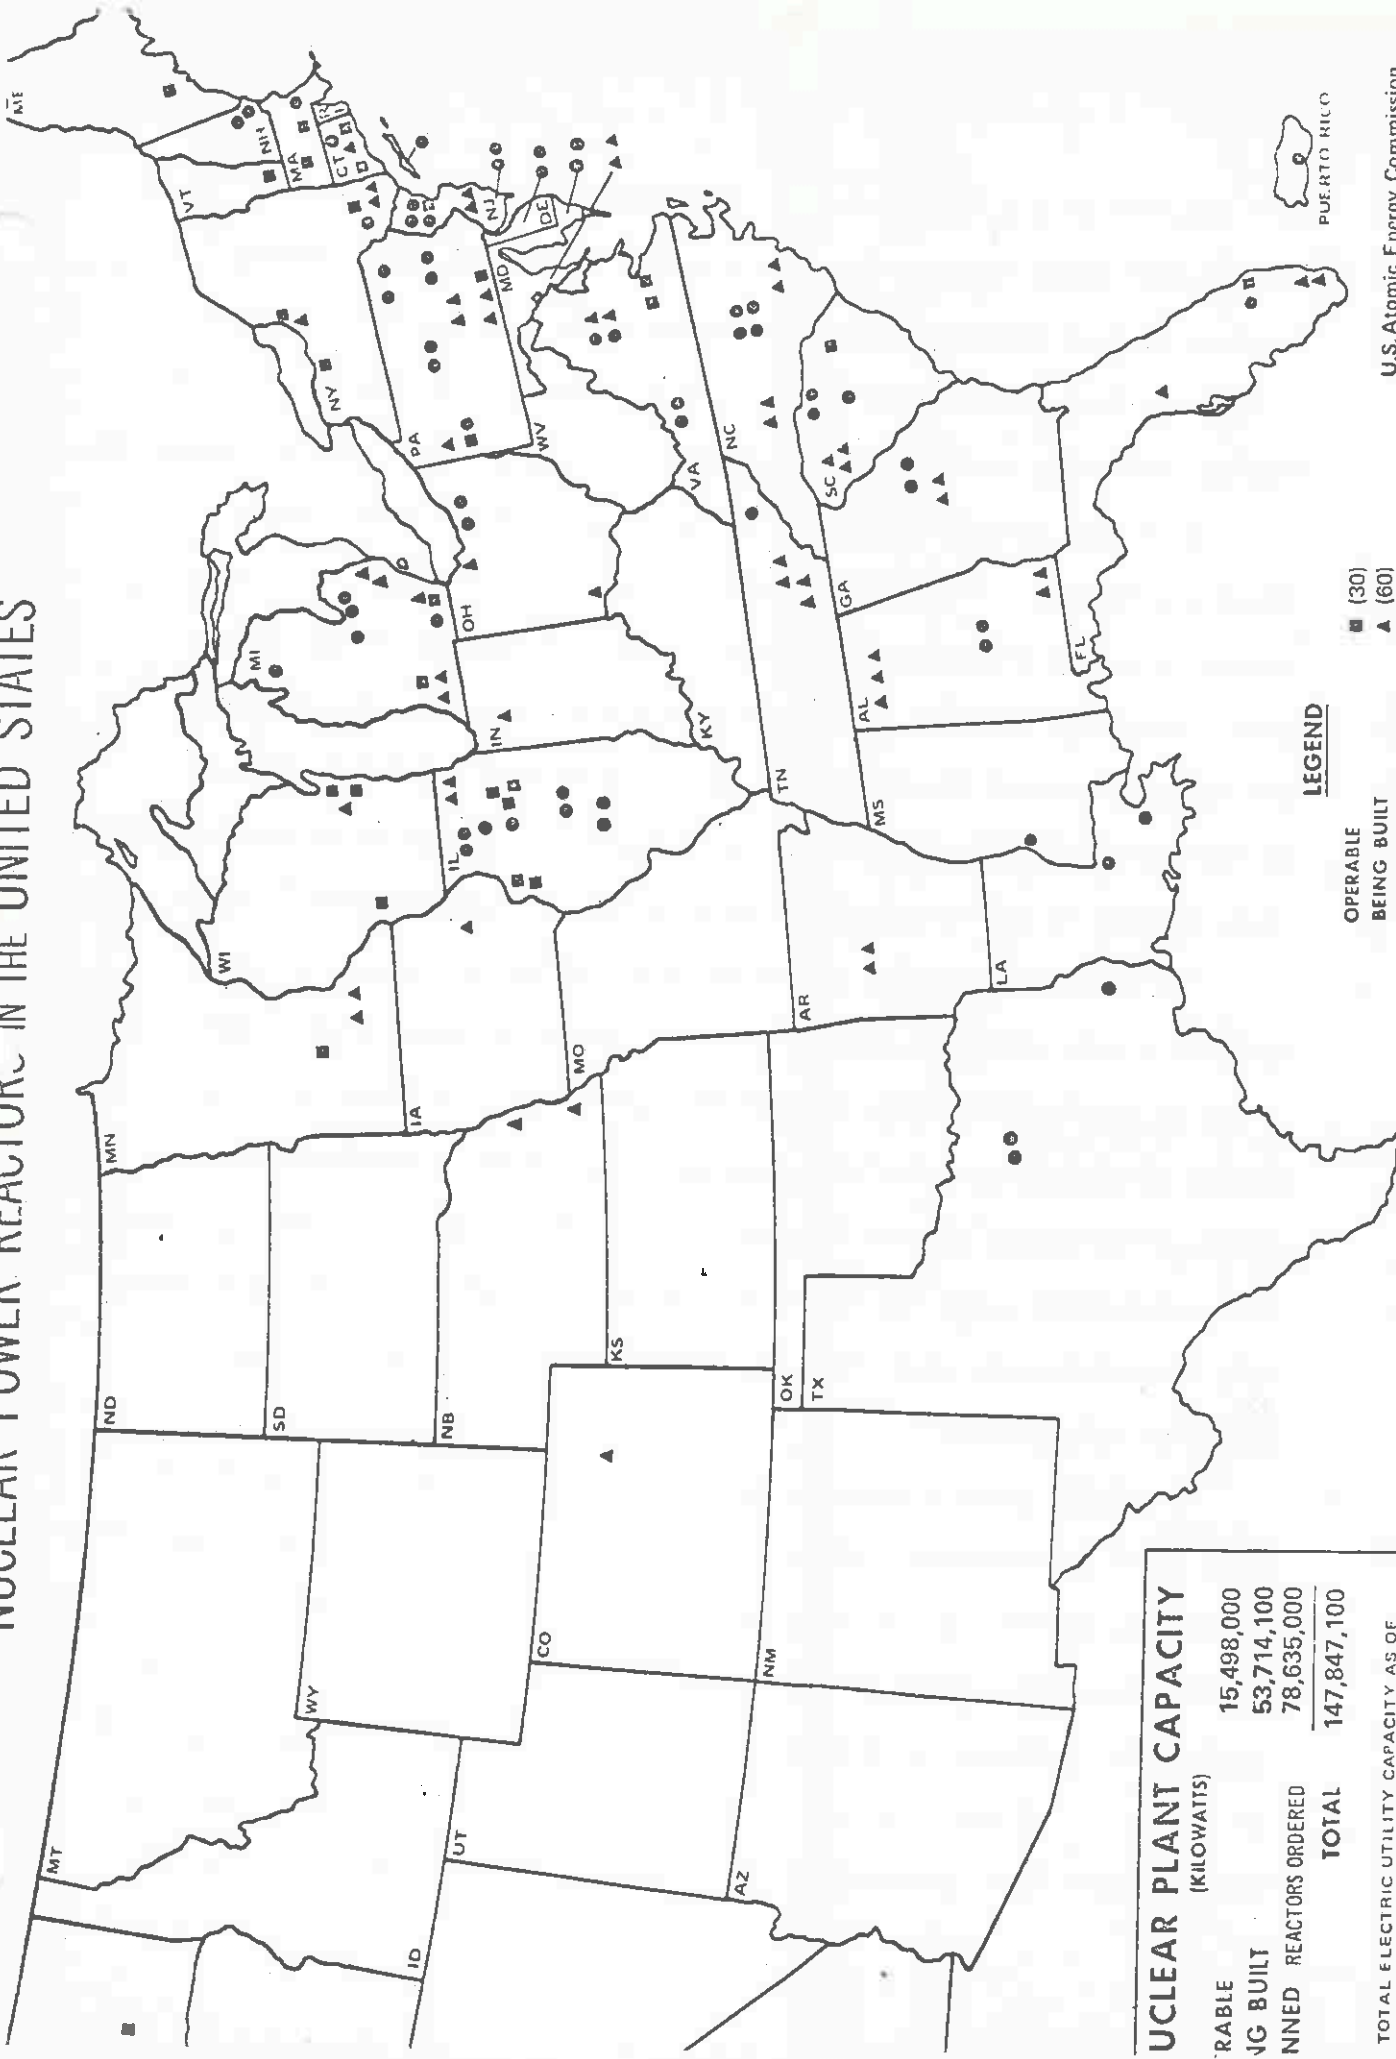 NUCLEAR POWER REACTORS IN THE UNITED STATES
ME
VT
NH
MA
CT
RI
NY
NJ
PA
DE
MD
WV
VA
NC
SC
GA
FL
AL
MS
TN
KY
OH
IN
MI
IL
WI
MN
IA
MO
AR
LA
ND
SD
NB
KS
OK
TX
MT
WY
CO
NM
ID
UT
AZ
PUERTO RICO
UCLEAR PLANT CAPACITY
(KILOWATTS)
RABLE 15,498,000
NG BUILT 53,714,100
NNED REACTORS ORDERED 78,635,000
TOTAL 147,847,100
TOTAL ELECTRIC UTILITY CAPACITY AS OF
LEGEND
OPERABLE ■ (30)
BEING BUILT ▲ (60)
U.S. Atomic Energy Commission